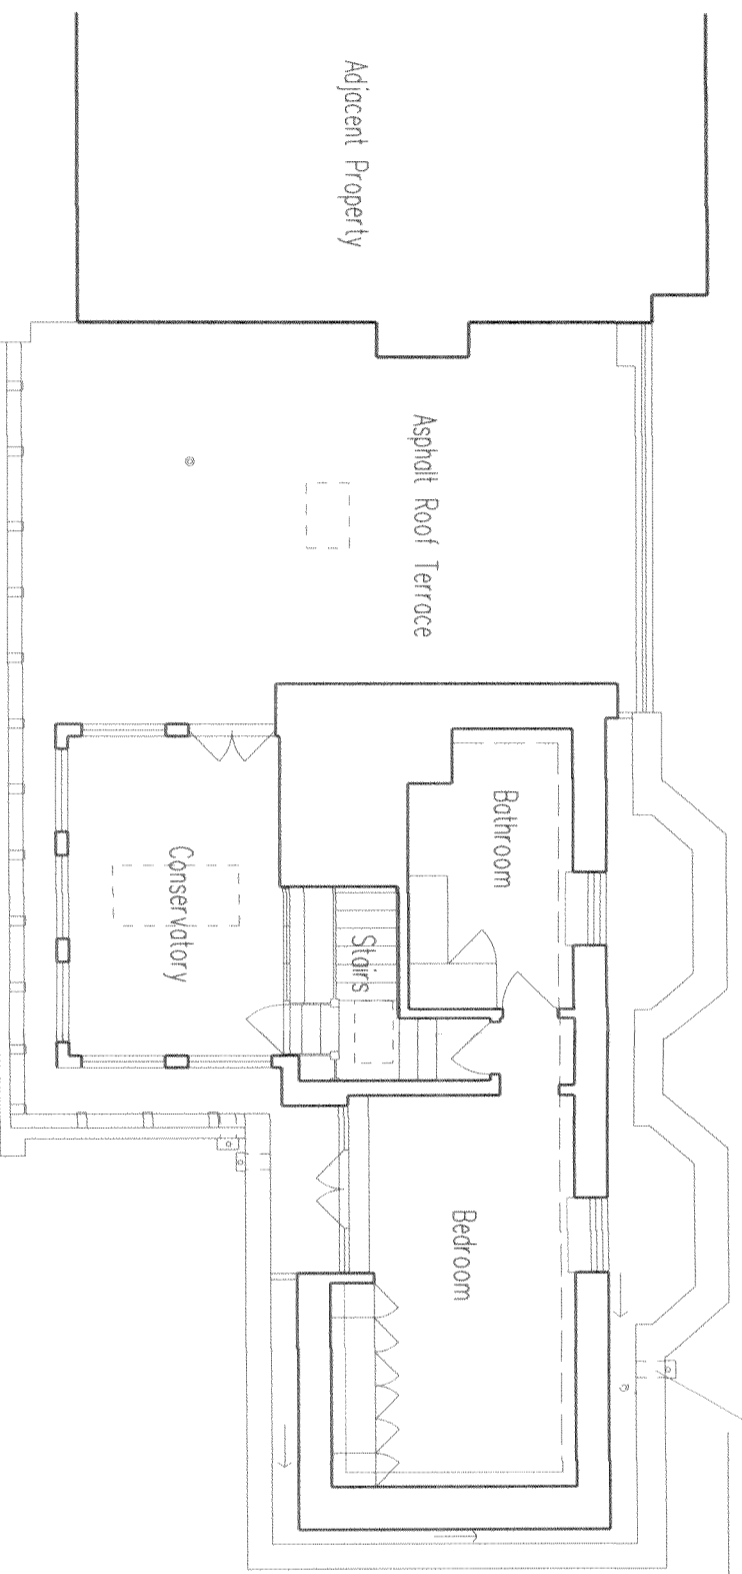 Adjacent Property
Asphalt Roof Terrace
Bathroom
Conservatory
Stairs
Bedroom